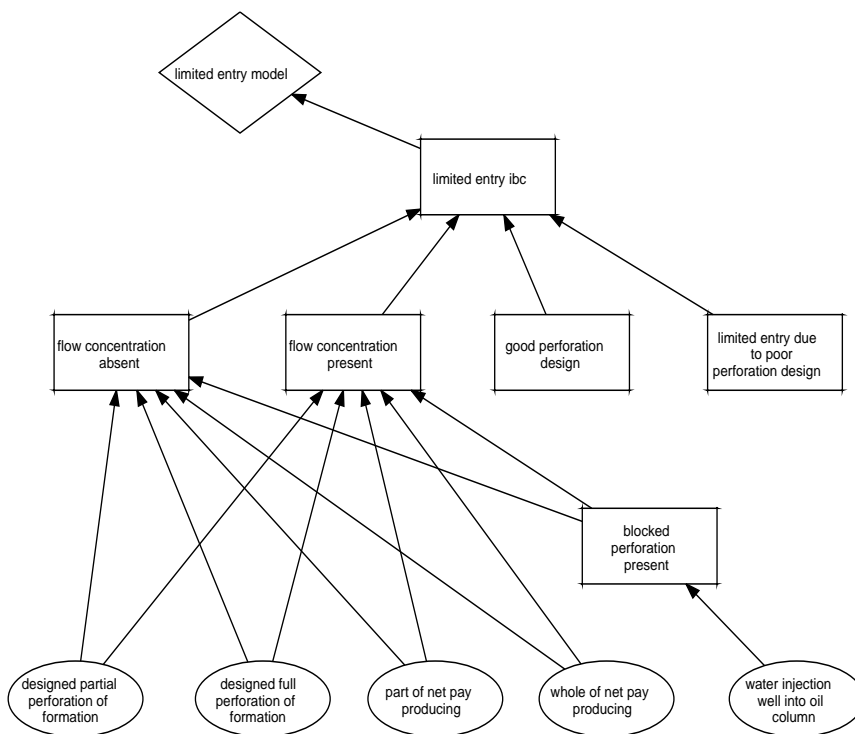 limited entry model
limited entry ibc
flow concentration
absent
flow concentration
present
good perforation
design
limited entry due
to poor
perforation design
blocked
perforation
present
designed partial
perforation of
formation
designed full
perforation of
formation
part of net pay
producing
whole of net pay
producing
water injection
well into oil
column